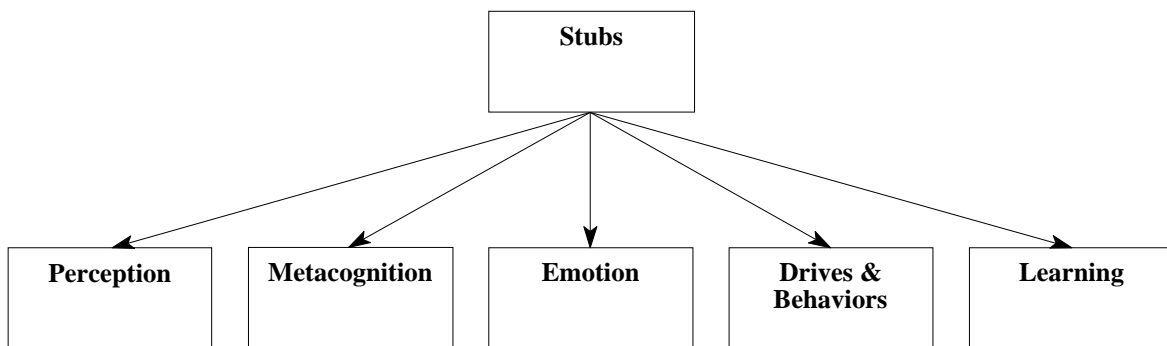 Stubs
Perception
Metacognition
Emotion
Drives &
Behaviors
Learning